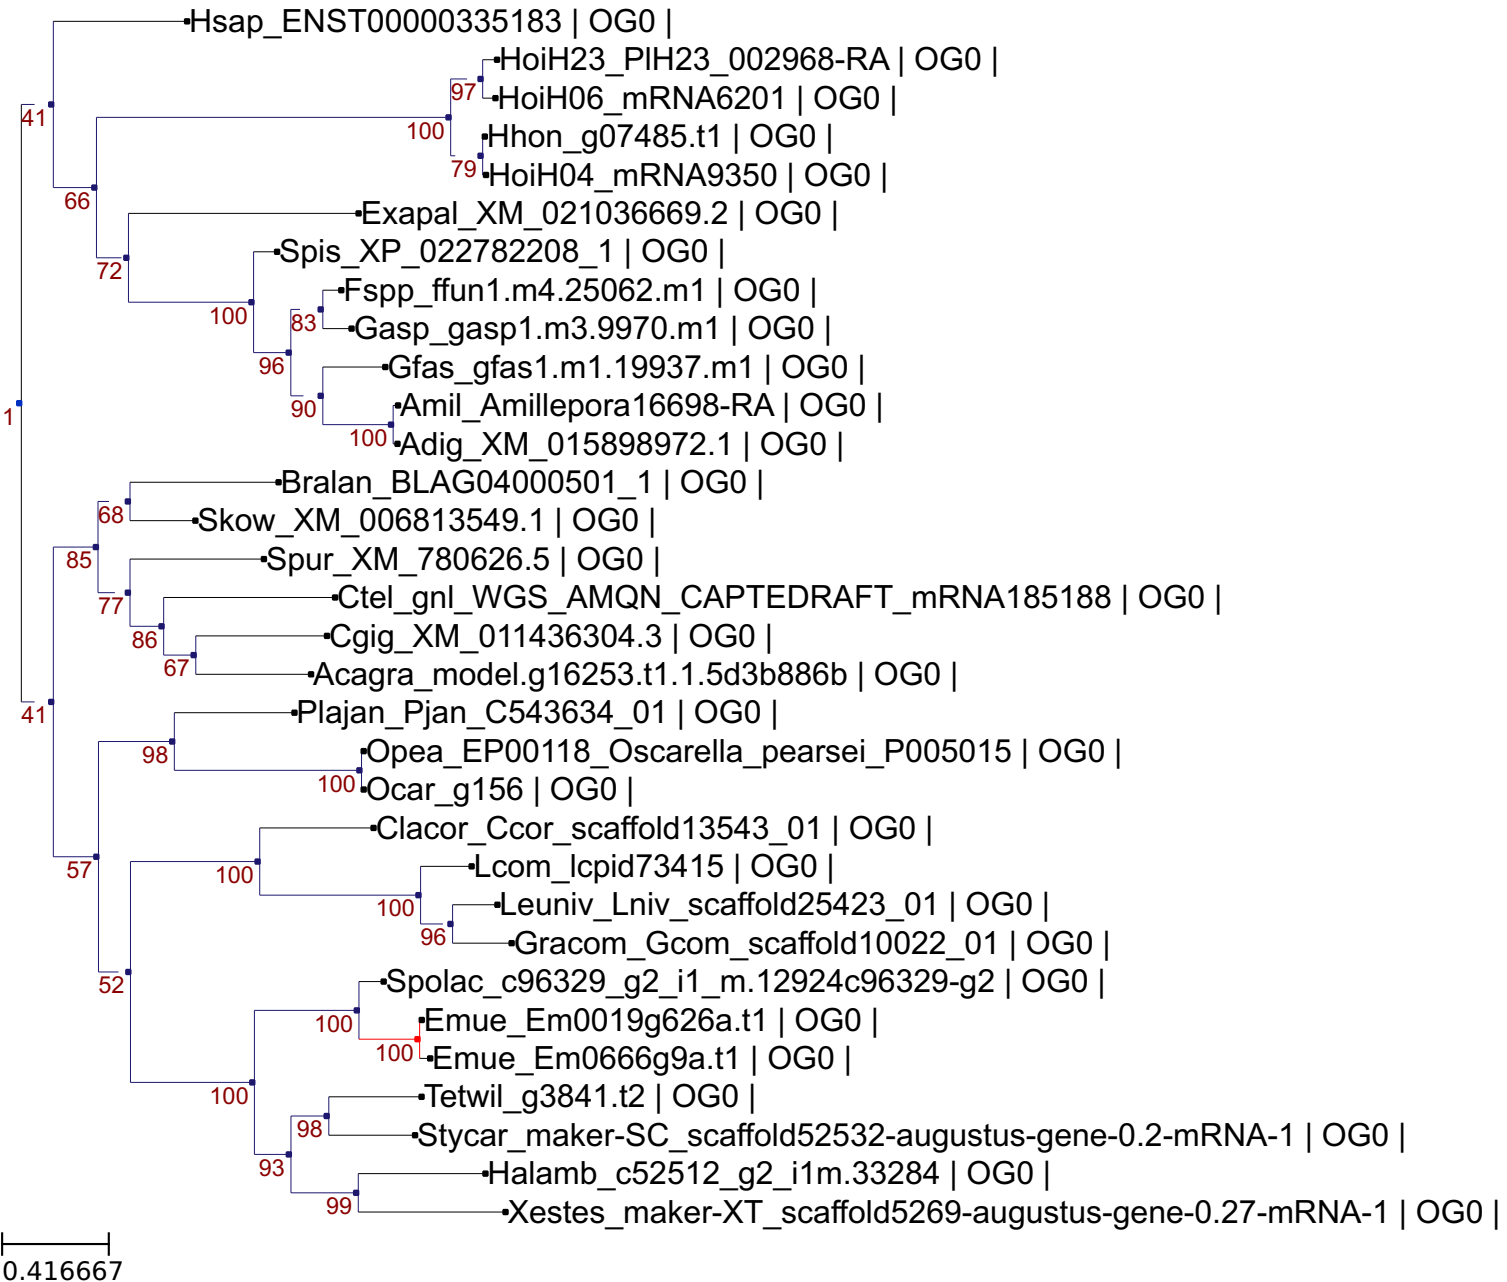 Hsap_ENST00000335183 | OG0 |
HoiH23_PlH23_002968-RA | OG0 |
97
HoiH06_mRNA6201 | OG0 |
41
100
Hhon_g07485.t1 | OG0 |
79
HoiH04_mRNA9350 | OG0 |
66
Exapal_XM_021036669.2 | OG0 |
Spis_XP_022782208_1 | OG0 |
72
Fspp_ffun1.m4.25062.m1 | OG0 |
100
83
Gasp_gasp1.m3.9970.m1 | OG0 |
96
Gfas_gfas1.m1.19937.m1 | OG0 |
1
90
Amil_Amillepora16698-RA | OG0 |
100
Adig_XM_015898972.1 | OG0 |
Bralan_BLAG04000501_1 | OG0 |
68
Skow_XM_006813549.1 | OG0 |
85
Spur_XM_780626.5 | OG0 |
77
Ctel_gnl_WGS_AMQN_CAPTEDRAFT_mRNA185188 | OG0 |
86
Cgig_XM_011436304.3 | OG0 |
67
Acagra_model.g16253.t1.1.5d3b886b | OG0 |
41
Plajan_Pjan_C543634_01 | OG0 |
98
Opea_EP00118_Oscarella_pearsei_P005015 | OG0 |
100
Ocar_g156 | OG0 |
Clacor_Ccor_scaffold13543_01 | OG0 |
57
100
Lcom_lcpid73415 | OG0 |
100
Leuniv_Lniv_scaffold25423_01 | OG0 |
96
Gracom_Gcom_scaffold10022_01 | OG0 |
52
Spolac_c96329_g2_i1_m.12924c96329-g2 | OG0 |
100
Emue_Em0019g626a.t1 | OG0 |
100
Emue_Em0666g9a.t1 | OG0 |
100
Tetwil_g3841.t2 | OG0 |
98
Stycar_maker-SC_scaffold52532-augustus-gene-0.2-mRNA-1 | OG0 |
93
Halamb_c52512_g2_i1m.33284 | OG0 |
99
Xestes_maker-XT_scaffold5269-augustus-gene-0.27-mRNA-1 | OG0 |
0.416667